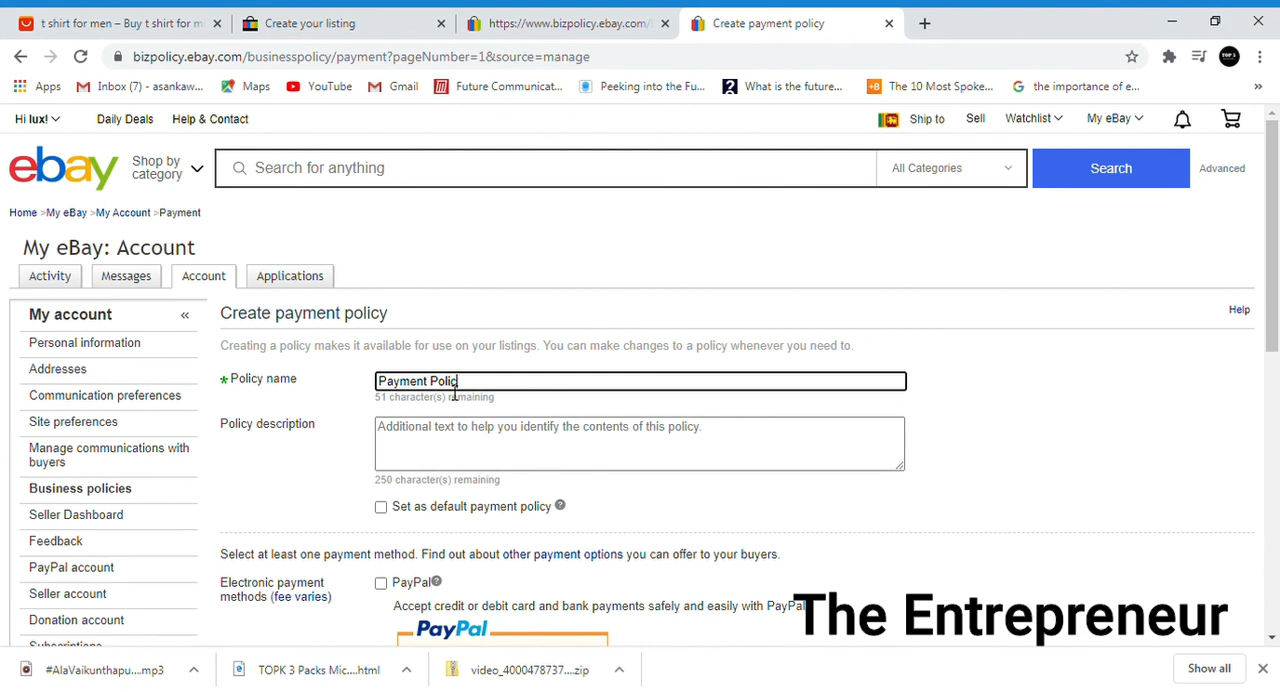 t shirt for men – Buy t shirt for m
Create your listing
https://www.bizpolicy.ebay.com/
Create payment policy
bizpolicy.ebay.com/businesspolicy/payment?pageNumber=1&source=manage
TOP 5
Apps
Inbox (7) - asankaw...
Maps
YouTube
Gmail
Future Communicat...
Peeking into the Fu...
What is the future...
The 10 Most Spoke...
the importance of e...
Hi lux!
Daily Deals
Help & Contact
Ship to
Sell
Watchlist
My eBay
ebay
Shop by
category
Search for anything
All Categories
Search
Advanced
Home >My eBay >My Account >Payment
My eBay: Account
Activity
Messages
Account
Applications
My account «
Personal information
Addresses
Communication preferences
Site preferences
Manage communications with
buyers
Business policies
Seller Dashboard
Feedback
PayPal account
Seller account
Donation account
Subscriptions
Create payment policy
Help
Creating a policy makes it available for use on your listings. You can make changes to a policy whenever you need to.
* Policy name
Payment Polic
51 character(s) remaining
Policy description
Additional text to help you identify the contents of this policy.
250 character(s) remaining
Set as default payment policy
Select at least one payment method. Find out about other payment options you can offer to your buyers.
Electronic payment
methods (fee varies)
PayPal
Accept credit or debit card and bank payments safely and easily with PayPal
PayPal
The Entrepreneur
#AlaVaikunthapu....mp3
TOPK 3 Packs Mic....html
video_4000478737....zip
Show all